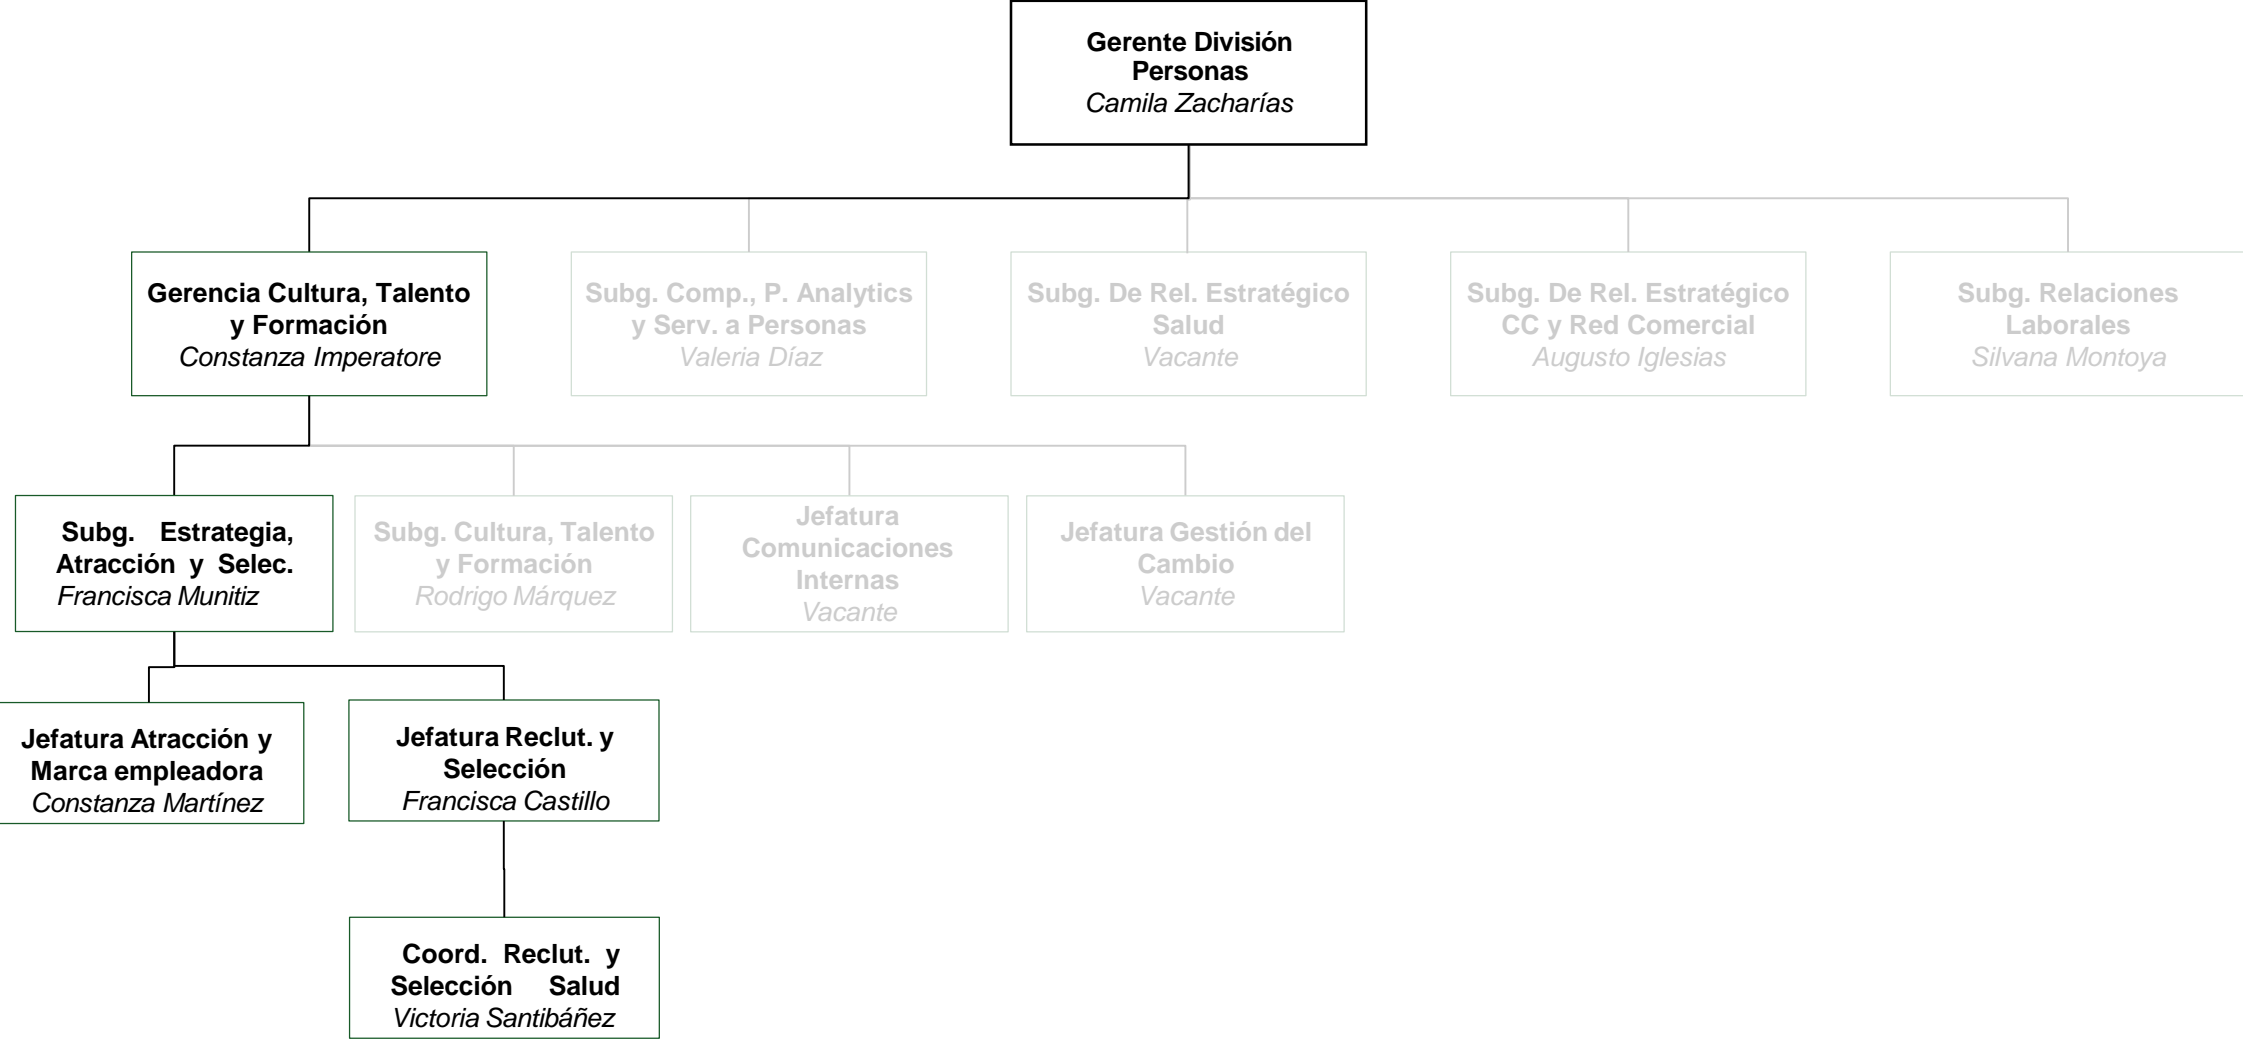 Gerente División
Personas
Camila Zacharías
Gerencia Cultura, Talento
y Formación
Constanza Imperatore
Subg. Comp., P. Analytics
y Serv. a Personas
Valeria Díaz
Subg. De Rel. Estratégico
Salud
Vacante
Subg. De Rel. Estratégico
CC y Red Comercial
Augusto Iglesias
Subg. Relaciones
Laborales
Silvana Montoya
Subg. Estrategia,
Atracción y Selec.
Francisca Munitiz
Subg. Cultura, Talento
y Formación
Rodrigo Márquez
Jefatura
Comunicaciones
Internas
Vacante
Jefatura Gestión del
Cambio
Vacante
Jefatura Atracción y
Marca empleadora
Constanza Martínez
Jefatura Reclut. y
Selección
Francisca Castillo
Coord. Reclut. y
Selección Salud
Victoria Santibáñez